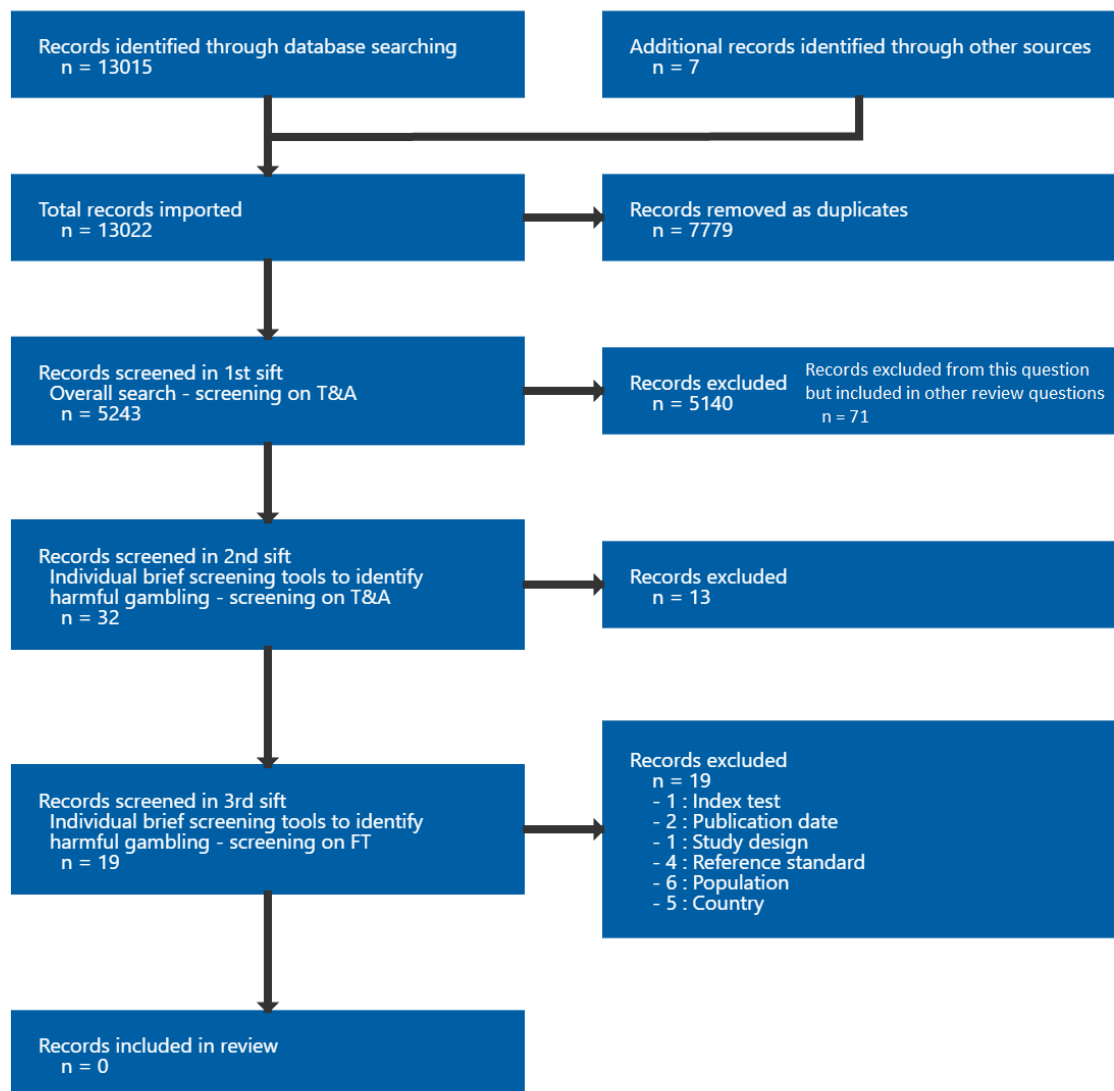 Records identified through database searching
n = 13015
Additional records identified through other sources
n = 7
Total records imported
n = 13022
Records removed as duplicates
n = 7779
Records screened in 1st sift
Overall search - screening on T&A
n = 5243
Records excluded
n = 5140
Records excluded from this question
but included in other review questions
n = 71
Records screened in 2nd sift
Individual brief screening tools to identify
harmful gambling - screening on T&A
n = 32
Records excluded
n = 13
Records screened in 3rd sift
Individual brief screening tools to identify
harmful gambling - screening on FT
n = 19
Records excluded
n = 19
- 1 : Index test
- 2 : Publication date
- 1 : Study design
- 4 : Reference standard
- 6 : Population
- 5 : Country
Records included in review
n = 0